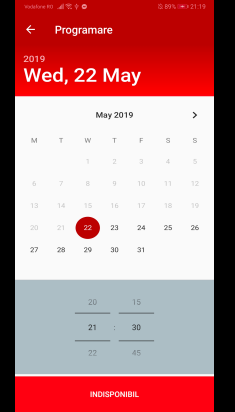 Vodafone RO 89% 21:19
Programare
2019
Wed, 22 May
May 2019
M T W T F S S
1 2 3 4 5
6 7 8 9 10 11 12
13 14 15 16 17 18 19
20 21 22 23 24 25 26
27 28 29 30 31
20 15
21 : 30
22 45
INDISPONIBIL